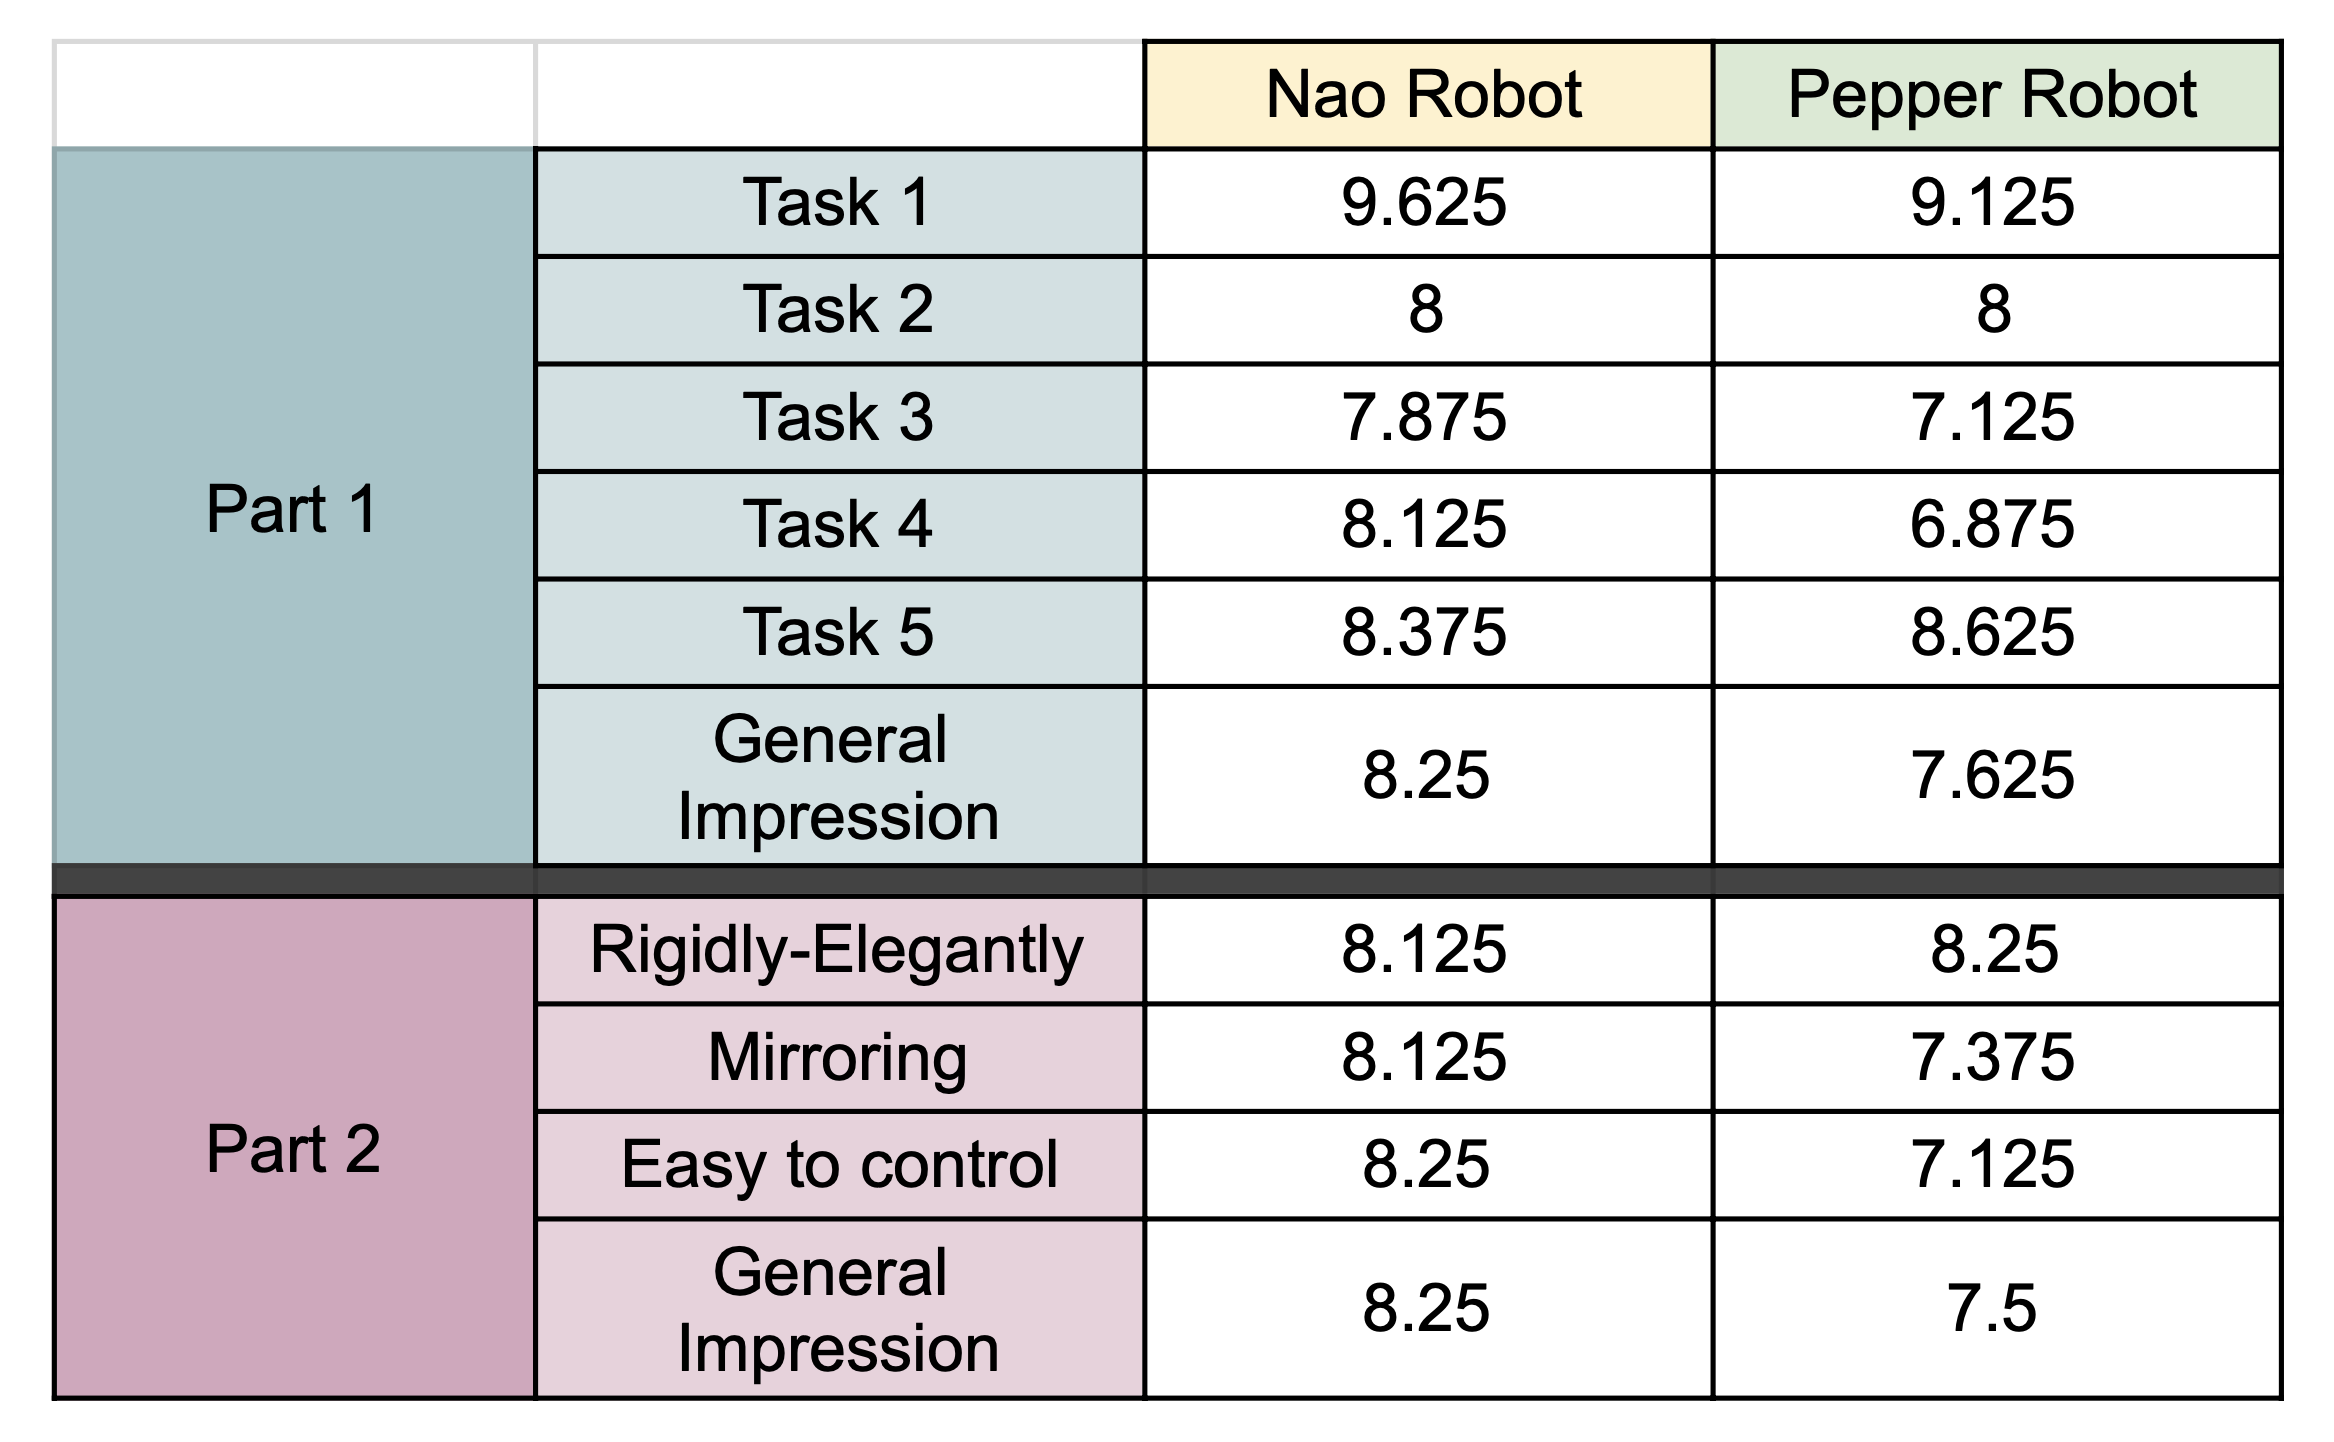 Nao Robot Pepper Robot
Part 1
Task 1 9.625 9.125
Task 2 8 8
Task 3 7.875 7.125
Task 4 8.125 6.875
Task 5 8.375 8.625
General
Impression 8.25 7.625
Part 2
Rigidly-Elegantly 8.125 8.25
Mirroring 8.125 7.375
Easy to control 8.25 7.125
General
Impression 8.25 7.5